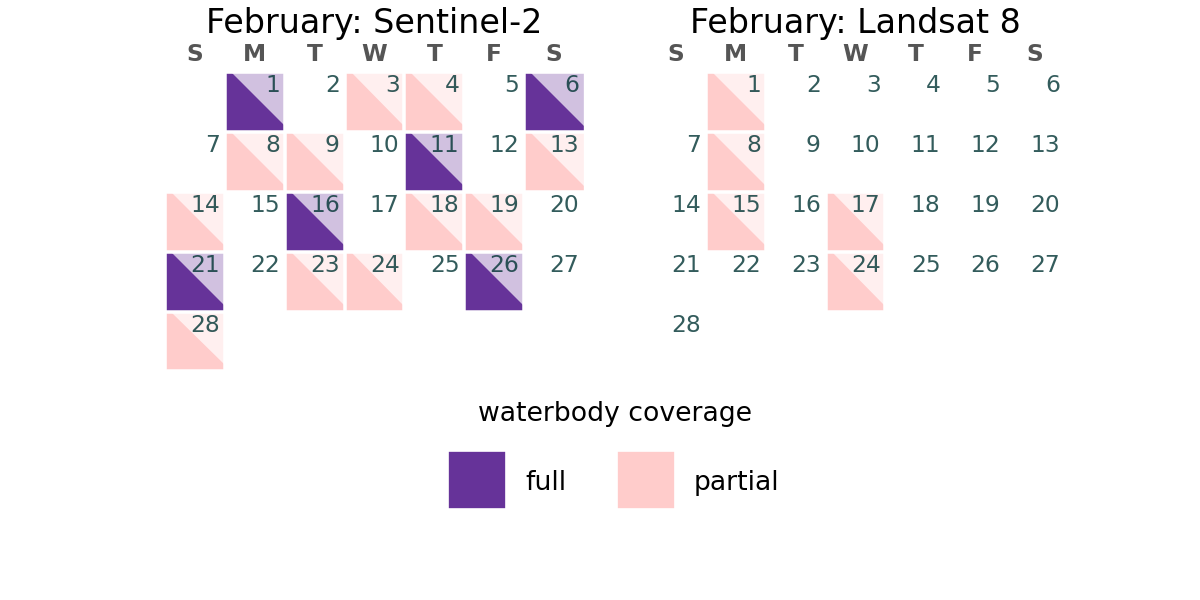 February: Sentinel-2
S M T W T F S
1 2 3 4 5 6
7 8 9 10 11 12 13
14 15 16 17 18 19 20
21 22 23 24 25 26 27
28
February: Landsat 8
S M T W T F S
1 2 3 4 5 6
7 8 9 10 11 12 13
14 15 16 17 18 19 20
21 22 23 24 25 26 27
28
waterbody coverage
full partial